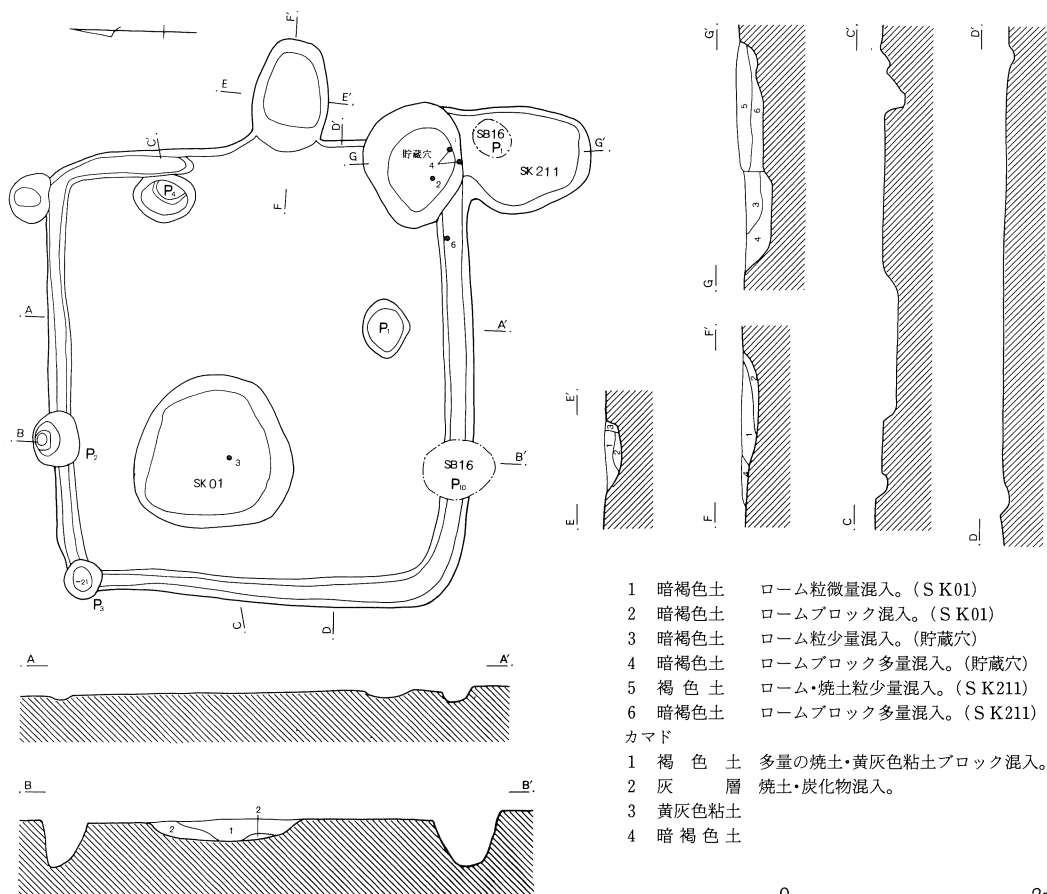 F'
E
E'
D'
C'
G
貯蔵穴
4
2
SB16
P1
SK211
G'
P4
F
6
A
P1
A'
B
P2
3
SK01
SB16
P10
B'
-21
P3
C
D
A
A'
B
B'
2
2
1
G'
5
6
3
4
G
F'
2
1
4
F
E'
3
1
2
E
C'
C
D'
D
1 暗褐色土 ローム粒微量混入。(SK01)
2 暗褐色土 ロームブロック混入。(SK01)
3 暗褐色土 ローム粒少量混入。(貯蔵穴)
4 暗褐色土 ロームブロック多量混入。(貯蔵穴)
5 褐色土 ローム・焼土粒少量混入。(SK211)
6 暗褐色土 ロームブロック多量混入。(SK211)
カマド
1 褐色土 多量の焼土・黄灰色粘土ブロック混入。
2 灰層 焼土・炭化物混入。
3 黄灰色粘土
4 暗褐色土